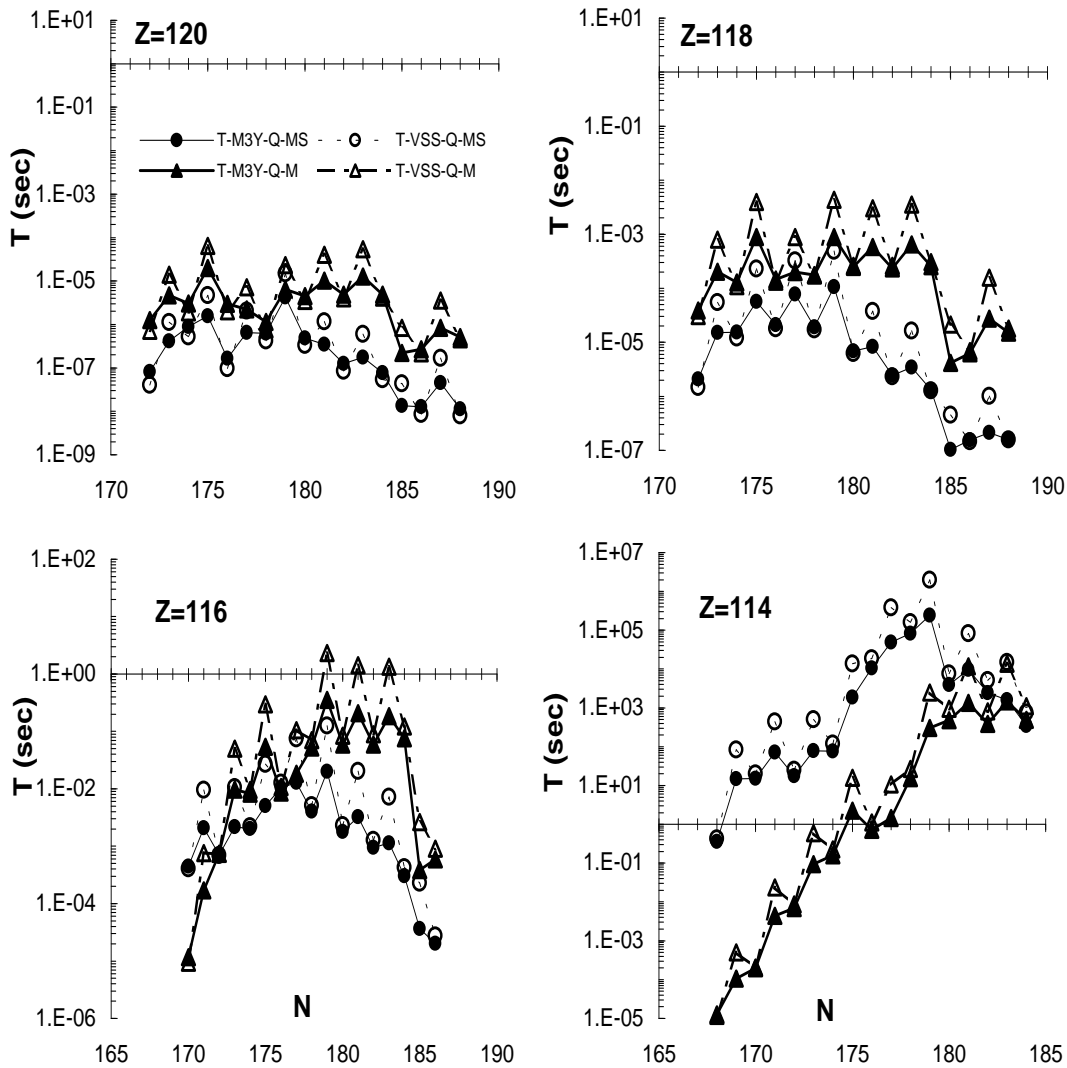 Z=120
1.E+01
1.E-01
1.E-03
1.E-05
1.E-07
1.E-09
T (sec)
T-M3Y-Q-MS
T-VSS-Q-MS
T-M3Y-Q-M
T-VSS-Q-M
170 175 180 185 190
Z=118
1.E+01
1.E-01
1.E-03
1.E-05
1.E-07
T (sec)
170 175 180 185 190
Z=116
1.E+02
1.E+00
1.E-02
1.E-04
1.E-06
T (sec)
N
165 170 175 180 185 190
Z=114
1.E+07
1.E+05
1.E+03
1.E+01
1.E-01
1.E-03
1.E-05
T (sec)
N
165 170 175 180 185